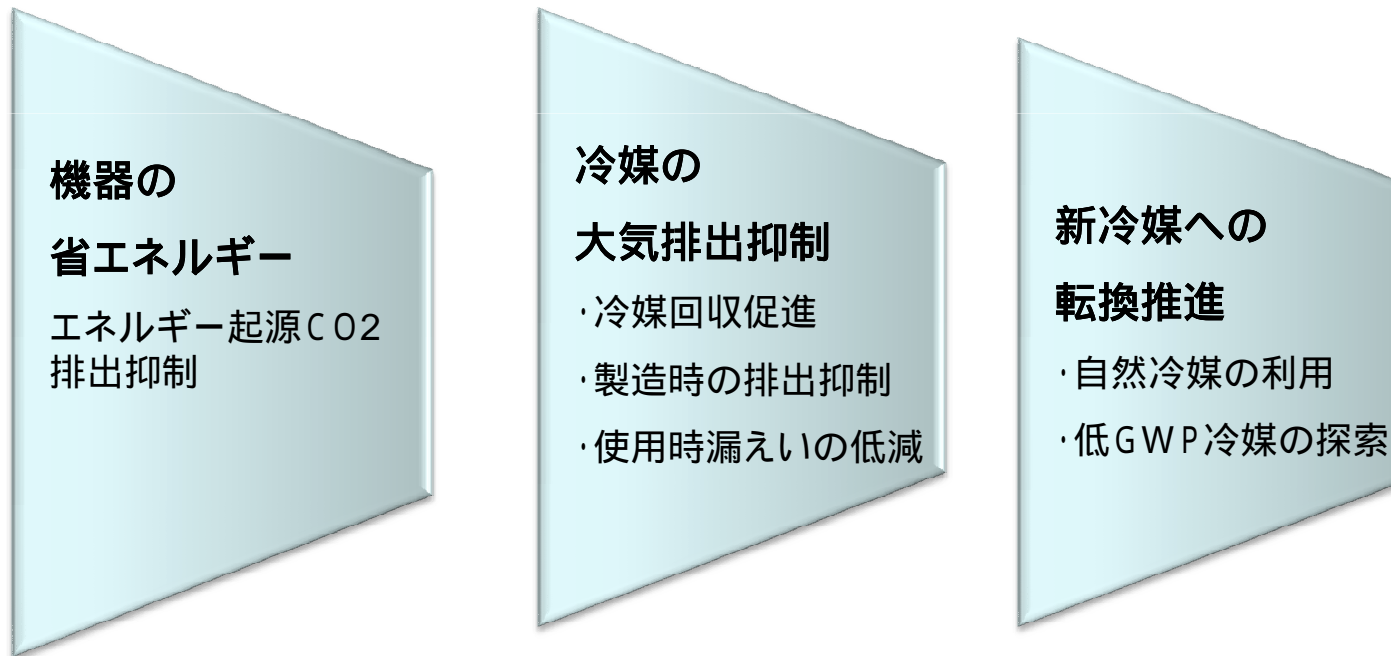 機器の
省エネルギー
エネルギー起源CO2
排出抑制
冷媒の
大気排出抑制
・冷媒回収促進
・製造時の排出抑制
・使用時漏えいの低減
新冷媒への
転換推進
・自然冷媒の利用
・低GWP冷媒の探索